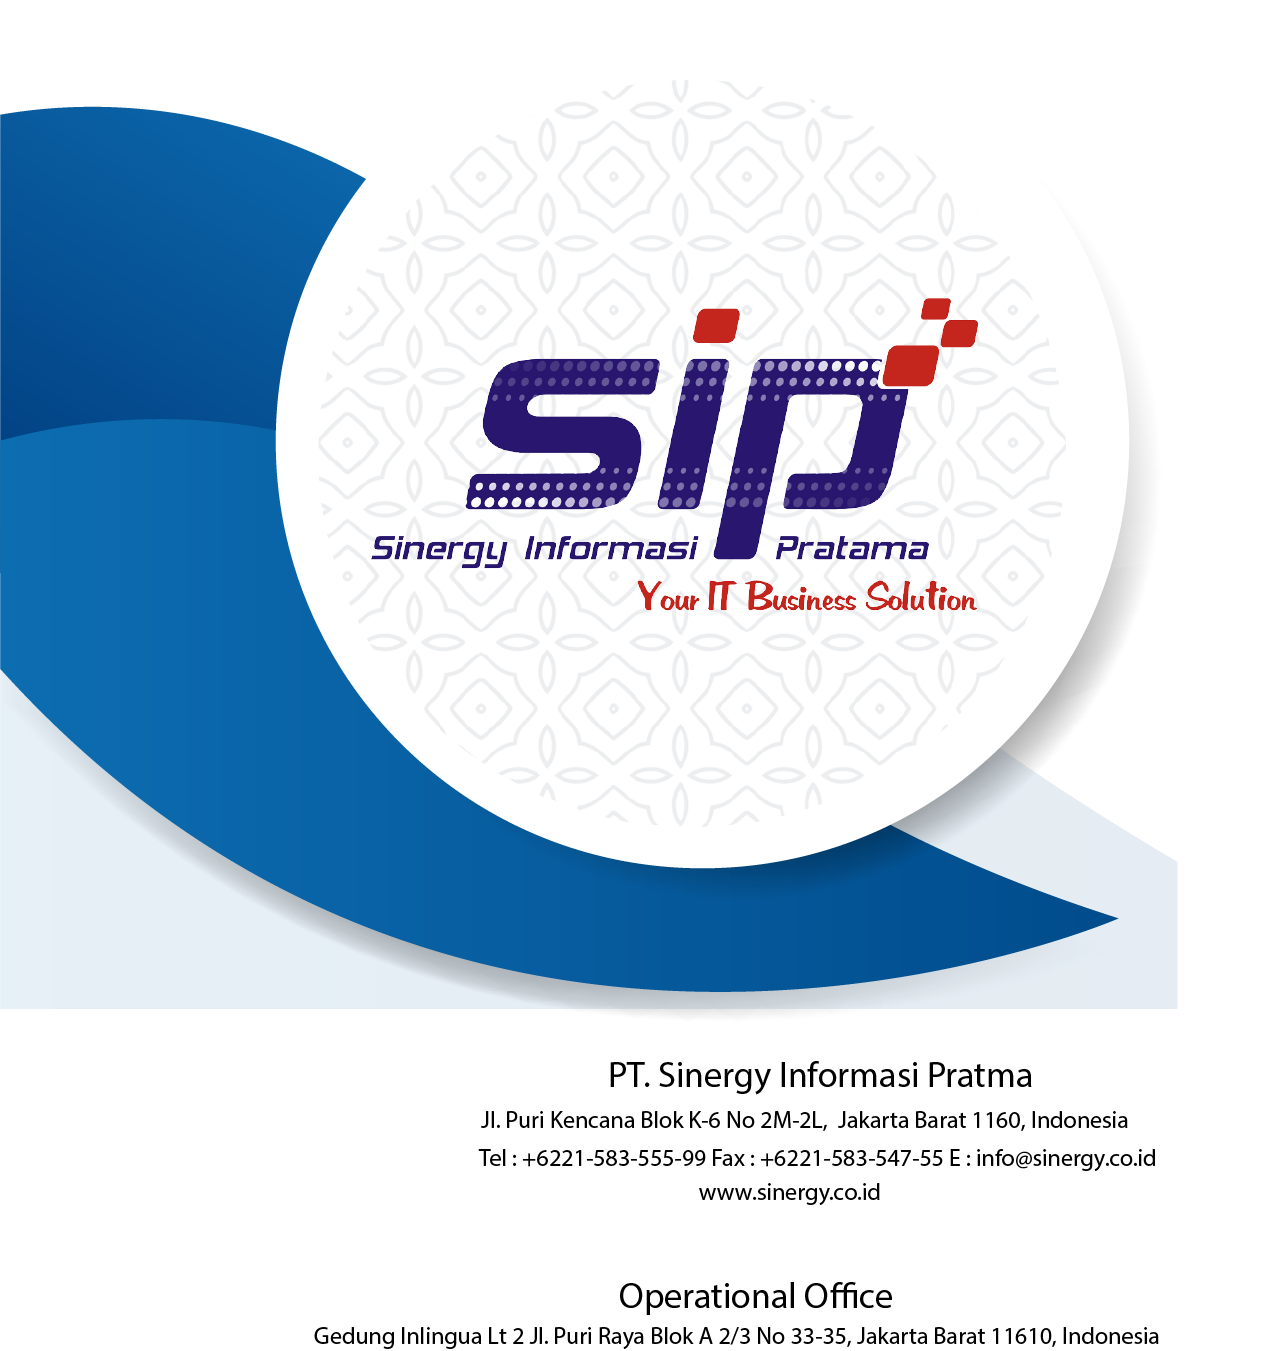 sip
Sinergy Informasi Pratama
Your IT Business Solution
PT. Sinergy Informasi Pratma
Jl. Puri Kencana Blok K-6 No 2M-2L, Jakarta Barat 1160, Indonesia
Tel : +6221-583-555-99 Fax : +6221-583-547-55 E : info@sinergy.co.id
www.sinergy.co.id
Operational Office
Gedung Inlingua Lt 2 Jl. Puri Raya Blok A 2/3 No 33-35, Jakarta Barat 11610, Indonesia